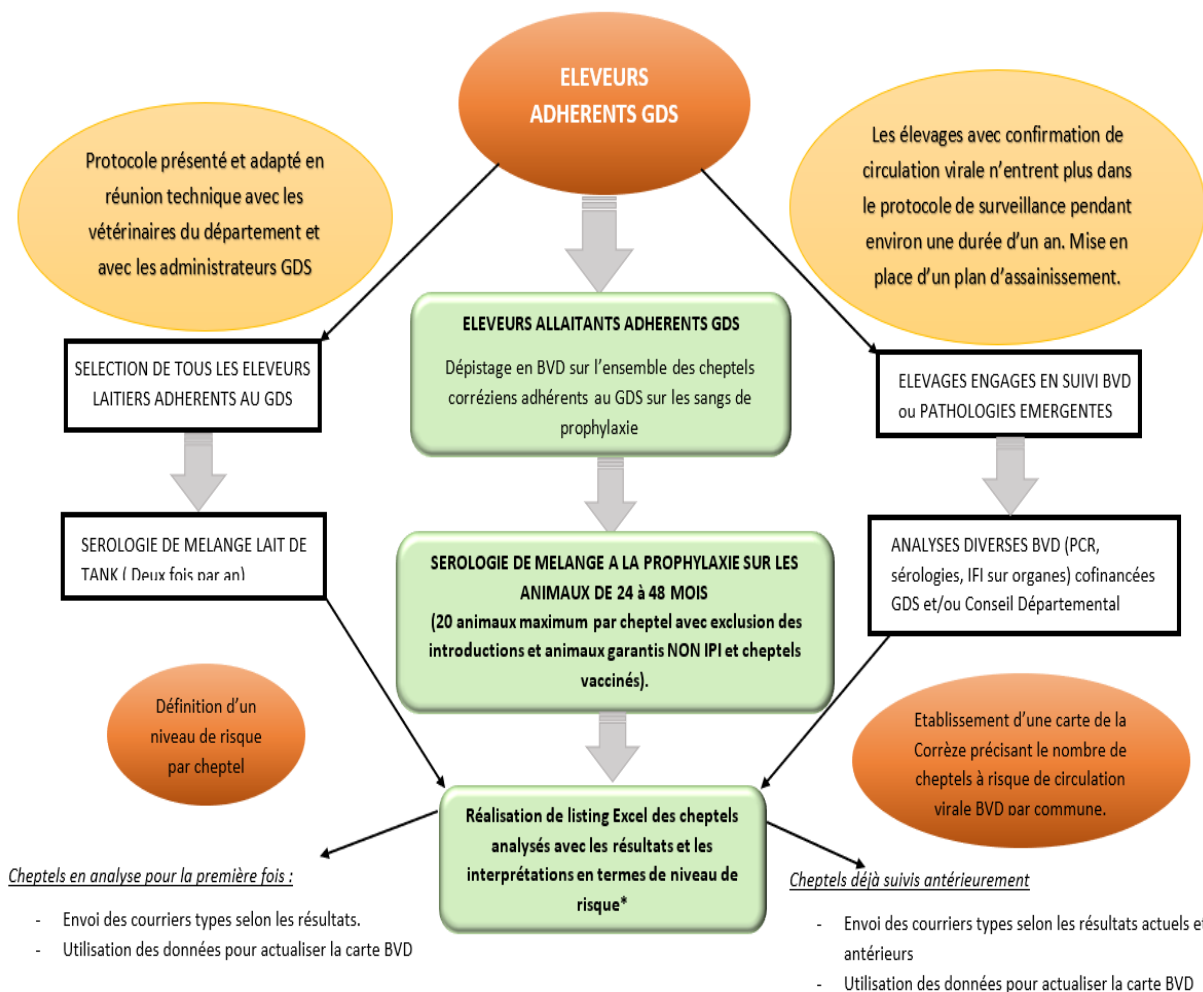 ELEVEURS
ADHERENTS GDS
Protocole présenté et adapté en
réunion technique avec les
vétérinaires du département et
avec les administrateurs GDS
Les élevages avec confirmation de
circulation virale n’entrent plus dans
le protocole de surveillance pendant
environ une durée d’un an. Mise en
place d’un plan d’assainissement.
SELECTION DE TOUS LES ELEVEURS
LAITIERS ADHERENTS AU GDS
ELEVEURS ALLAITANTS ADHERENTS GDS
Dépistage en BVD sur l’ensemble des cheptels
corréziens adhérents au GDS sur les sangs de
prophylaxie
ELEVAGES ENGAGES EN SUIVI BVD
ou PATHOLOGIES EMERGENTES
SEROLOGIE DE MELANGE LAIT DE
TANK ( Deux fois par an)
SEROLOGIE DE MELANGE A LA PROPHYLAXIE SUR LES
ANIMAUX DE 24 à 48 MOIS
(20 animaux maximum par cheptel avec exclusion des
introductions et animaux garantis NON IPI et cheptels
vaccinés).
ANALYSES DIVERSES BVD (PCR,
sérologies, IFI sur organes) cofinancées
GDS et/ou Conseil Départemental
Définition d’un
niveau de risque
par cheptel
Etablissement d’une carte de la
Corrèze précisant le nombre de
cheptels à risque de circulation
virale BVD par commune.
Réalisation de listing Excel des cheptels
analysés avec les résultats et les
interprétations en termes de niveau de
risque*
Cheptels en analyse pour la première fois :
- Envoi des courriers types selon les résultats.
- Utilisation des données pour actualiser la carte BVD
Cheptels déjà suivis antérieurement
- Envoi des courriers types selon les résultats actuels et
antérieurs
- Utilisation des données pour actualiser la carte BVD